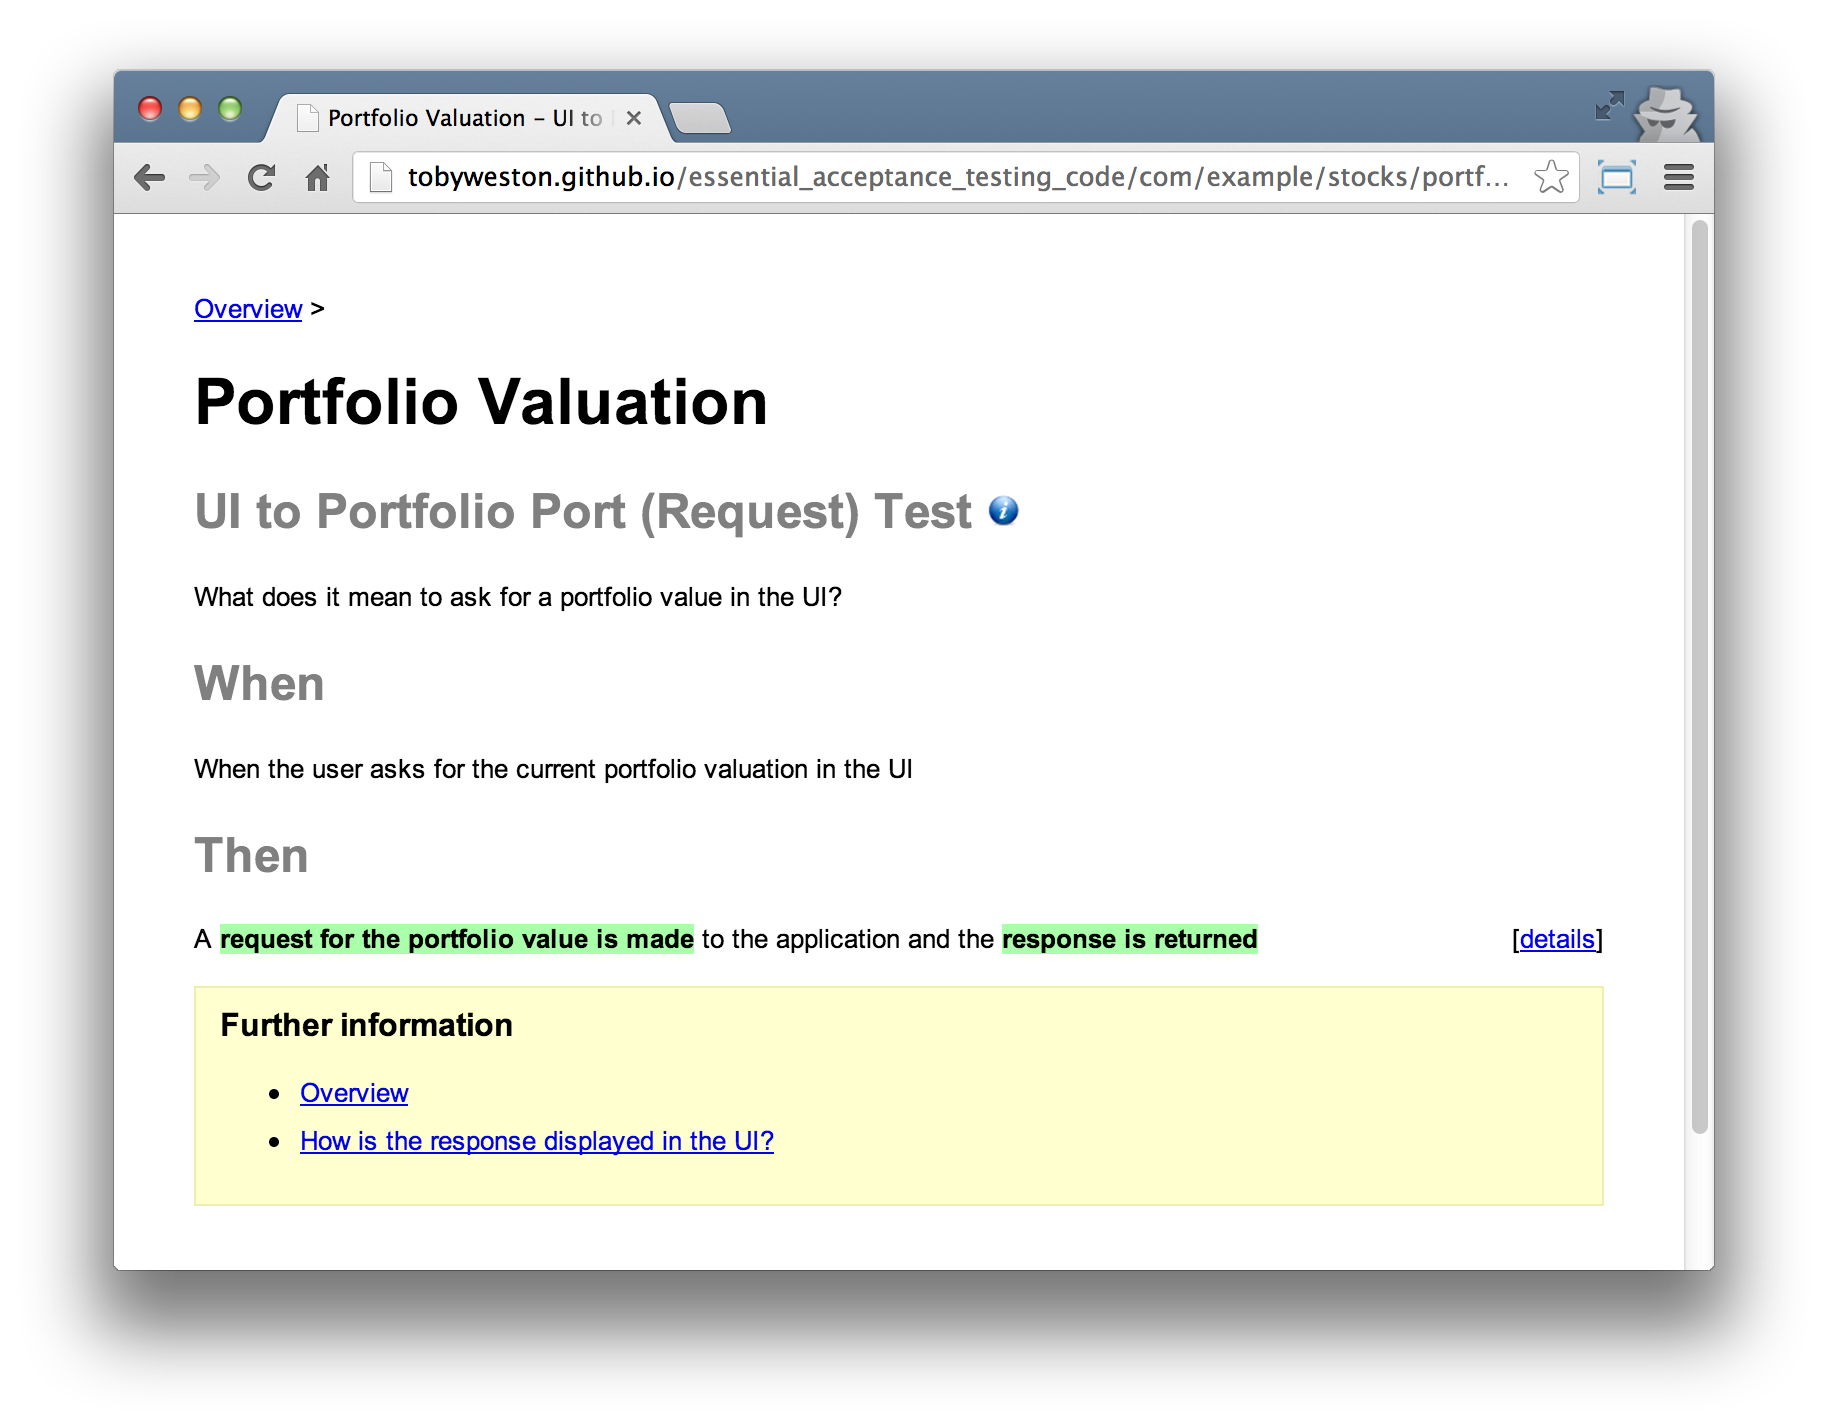 Portfolio Valuation – UI to
tobyweston.github.io/essential_acceptance_testing_code/com/example/stocks/portf...
Overview >
Portfolio Valuation
UI to Portfolio Port (Request) Test
What does it mean to ask for a portfolio value in the UI?
When
When the user asks for the current portfolio valuation in the UI
Then
A request for the portfolio value is made to the application and the response is returned [details]
Further information
Overview
How is the response displayed in the UI?